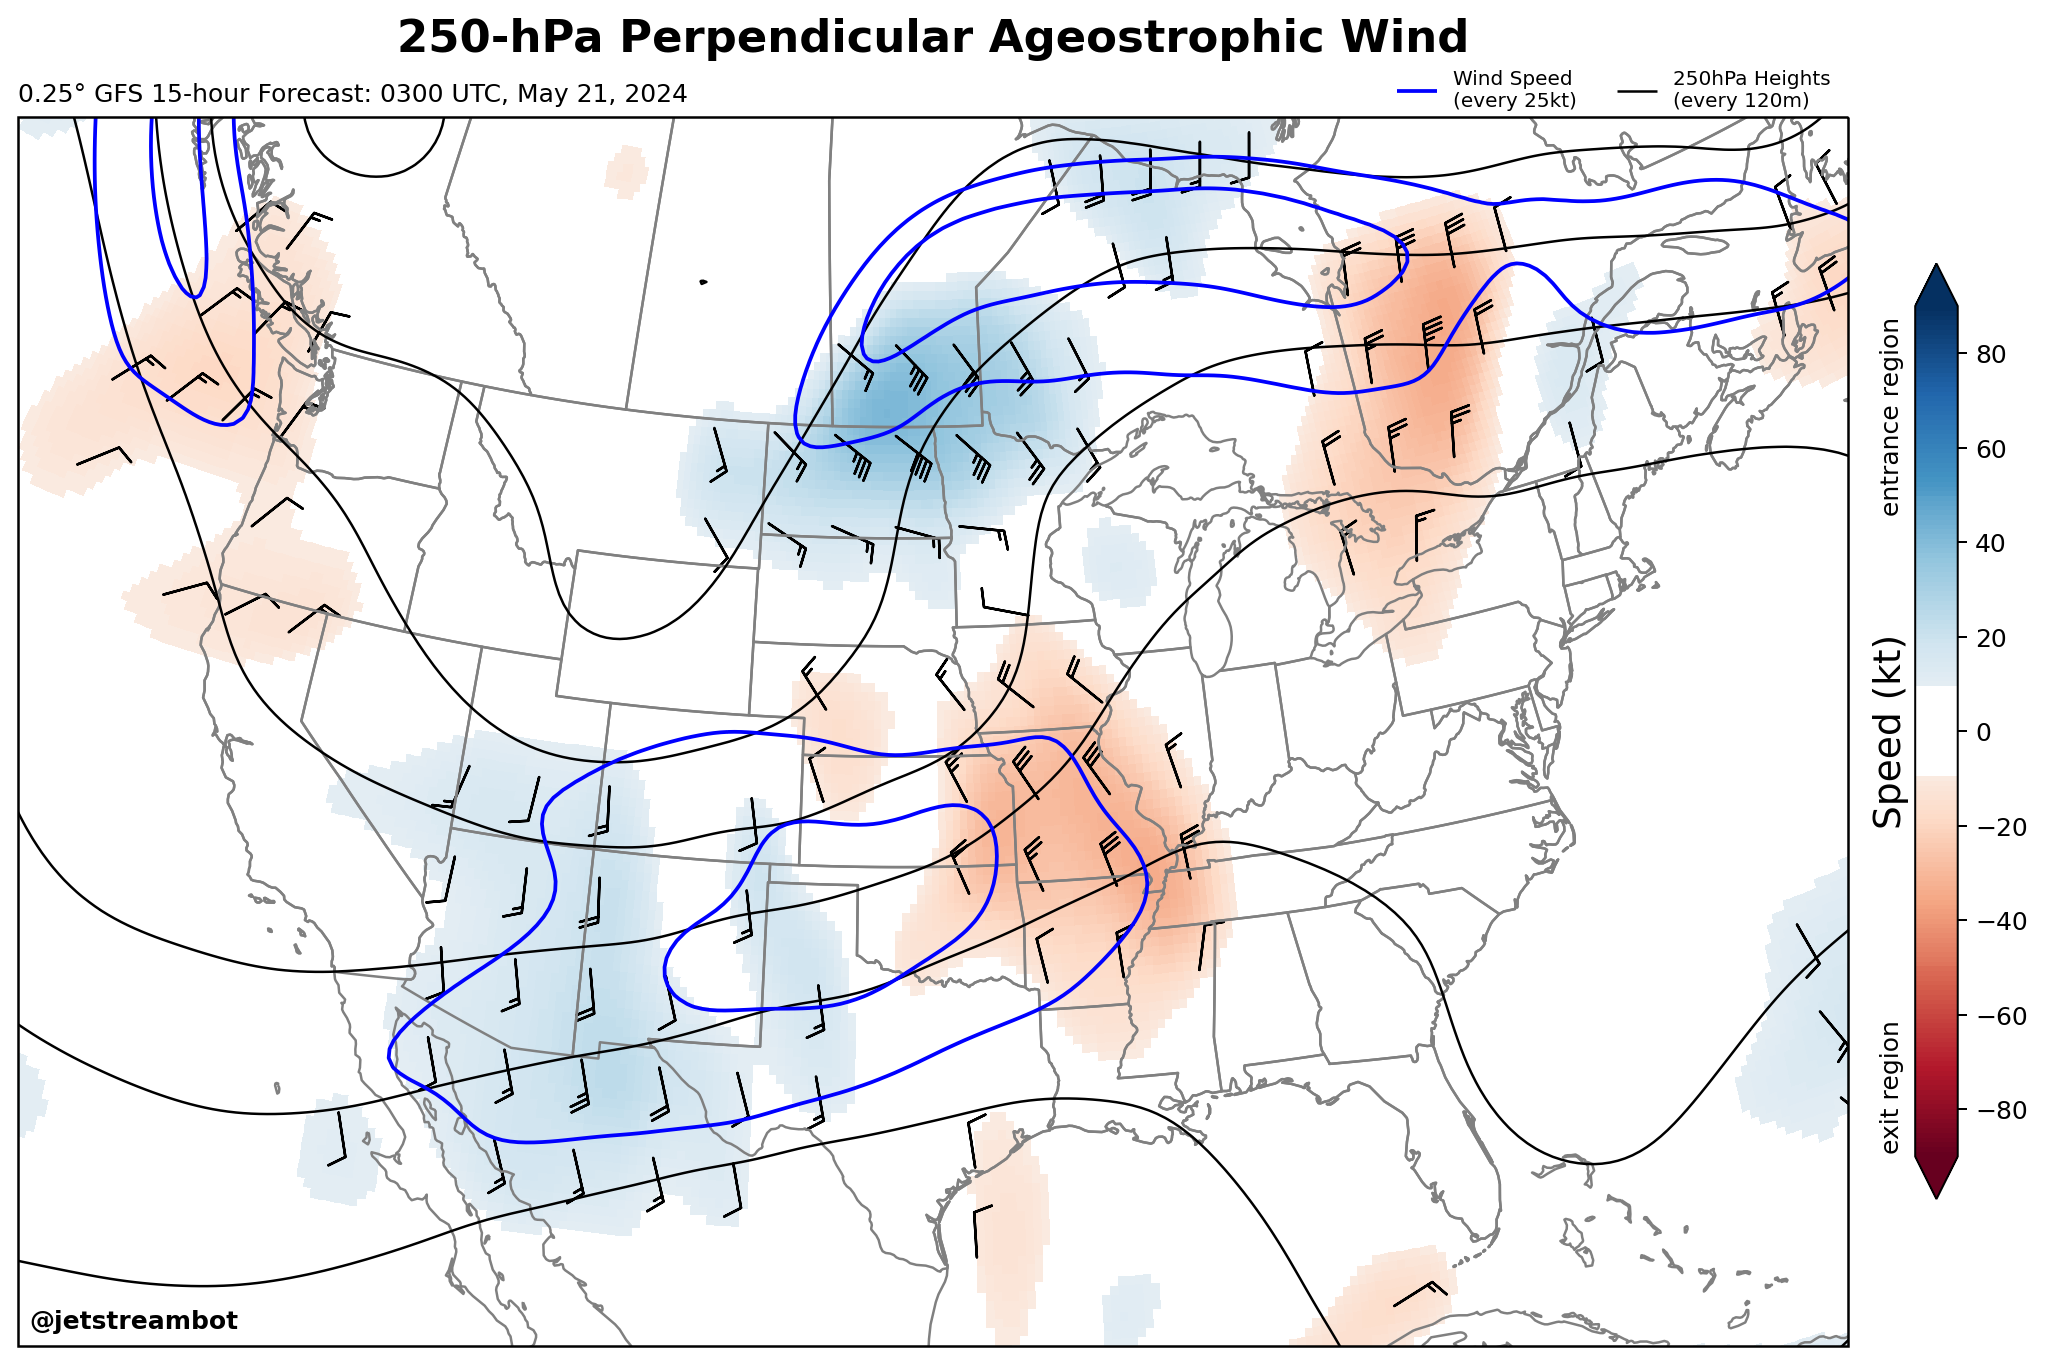 250-hPa Perpendicular Ageostrophic Wind
0.25° GFS 15-hour Forecast: 0300 UTC, May 21, 2024
Wind Speed
(every 25kt)
250hPa Heights
(every 120m)
entrance region
exit region
Speed (kt)
80
60
40
20
0
−20
−40
−60
−80
@jetstreambot